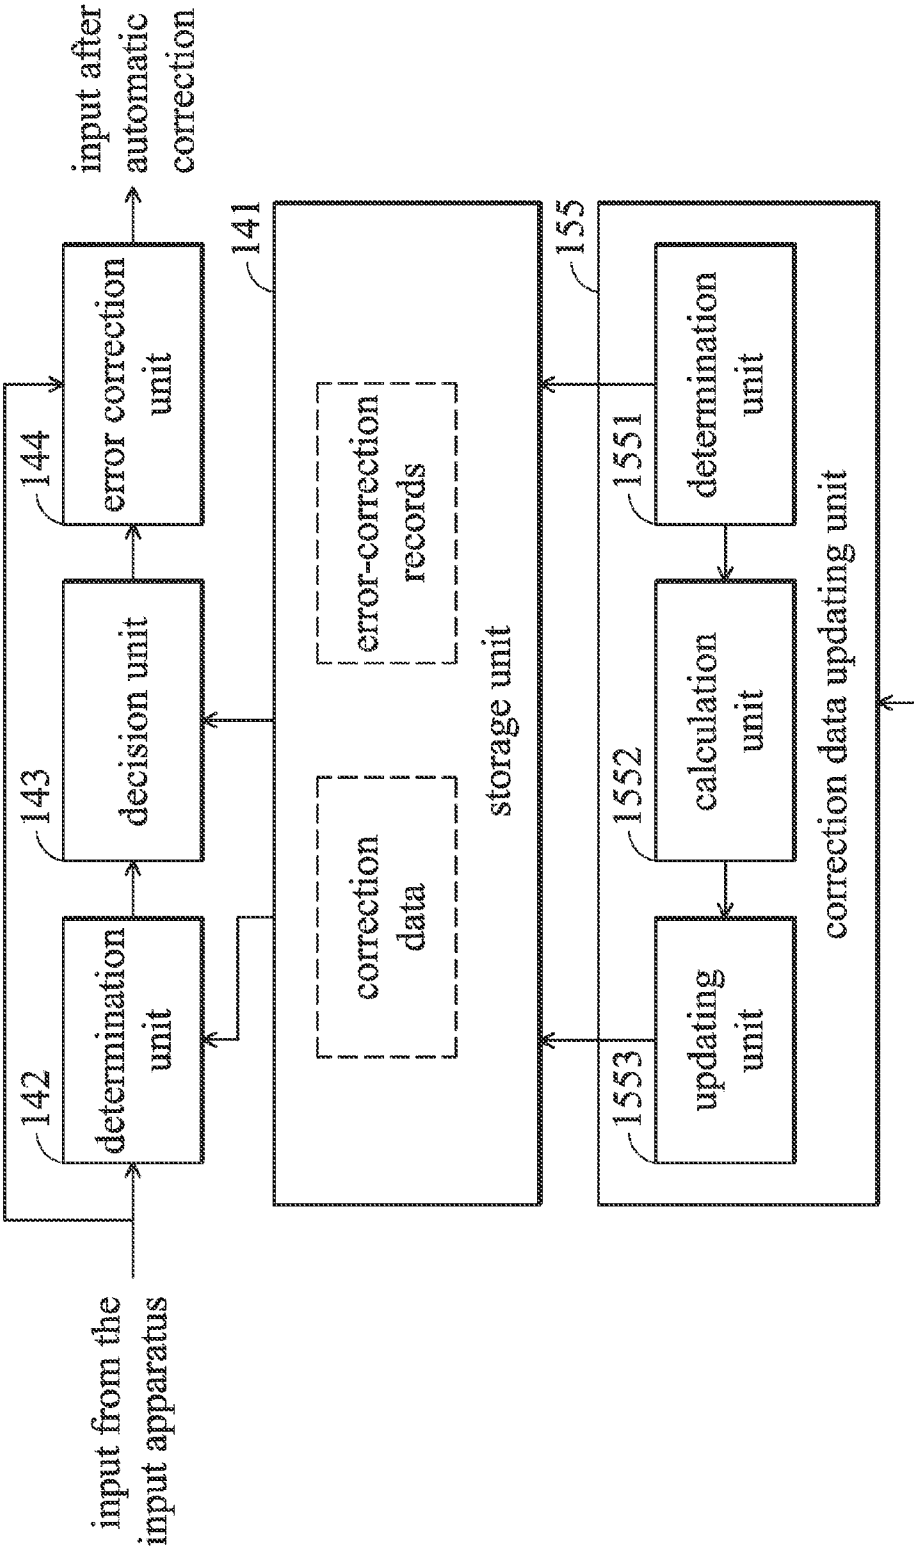 input from the
input apparatus
142
determination
unit
143
decision unit
144
error correction
unit
input after
automatic
correction
141
correction
data
error-correction
records
storage unit
155
1553
updating
unit
1552
calculation
unit
1551
determination
unit
correction data updating unit